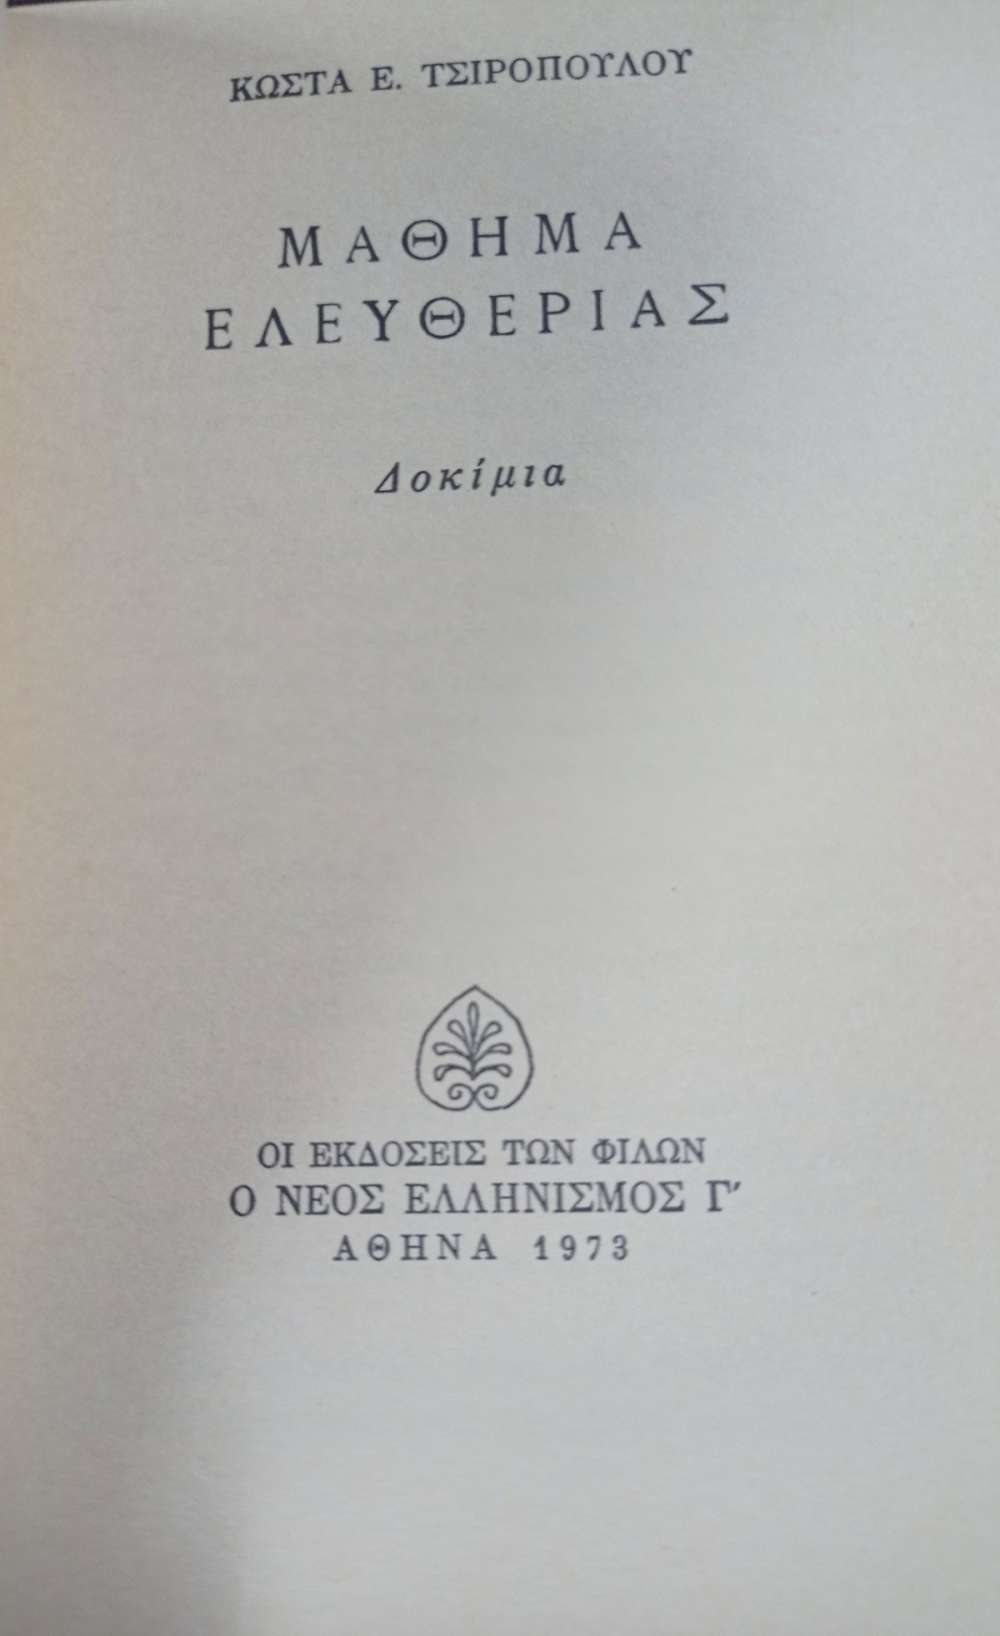 ΚΩΣΤΑ Ε. ΤΣΙΡΟΠΟΥΛΟΥ
ΜΑΘΗΜΑ
ΕΛΕΥΘΕΡΙΑΣ
Δοκίμια
ΟΙ ΕΚΔΟΣΕΙΣ ΤΩΝ ΦΙΛΩΝ
Ο ΝΕΟΣ ΕΛΛΗΝΙΣΜΟΣ Γ′
ΑΘΗΝΑ 1973